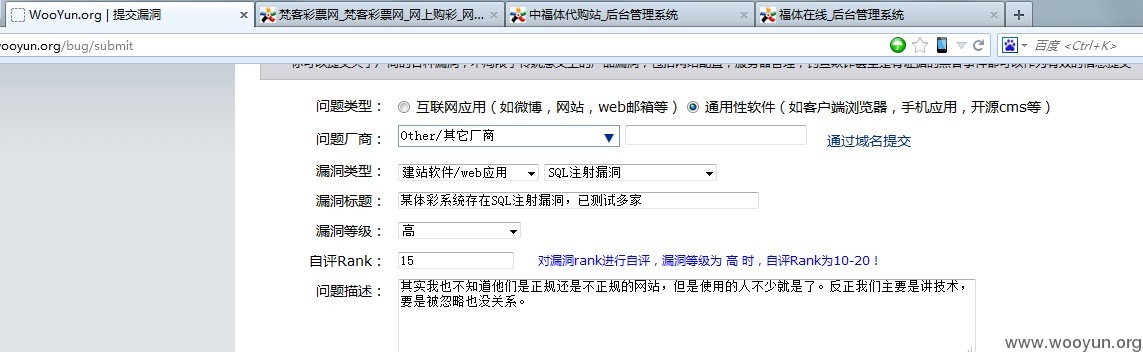 WooYun.org | 提交漏洞
梵客彩票网_梵客彩票网_网上购彩_网...
中福体代购站_后台管理系统
福体在线_后台管理系统
wooyun.org/bug/submit
百度 <Ctrl+K>
问题类型：
互联网应用（如微博，网站，web邮箱等）
通用性软件（如客户端浏览器，手机应用，开源cms等）
问题厂商：
Other/其它厂商
通过域名提交
漏洞类型：
建站软件/web应用
SQL注射漏洞
漏洞标题：
某体彩系统存在SQL注射漏洞，已测试多家
漏洞等级：
高
自评Rank：
15
对漏洞rank进行自评，漏洞等级为 高 时，自评Rank为10-20！
问题描述：
其实我也不知道他们是正规还是不正规的网站，但是使用的人不少就是了。反正我们主要是讲技术，
要是被忽略也没关系。
www.wooyun.org